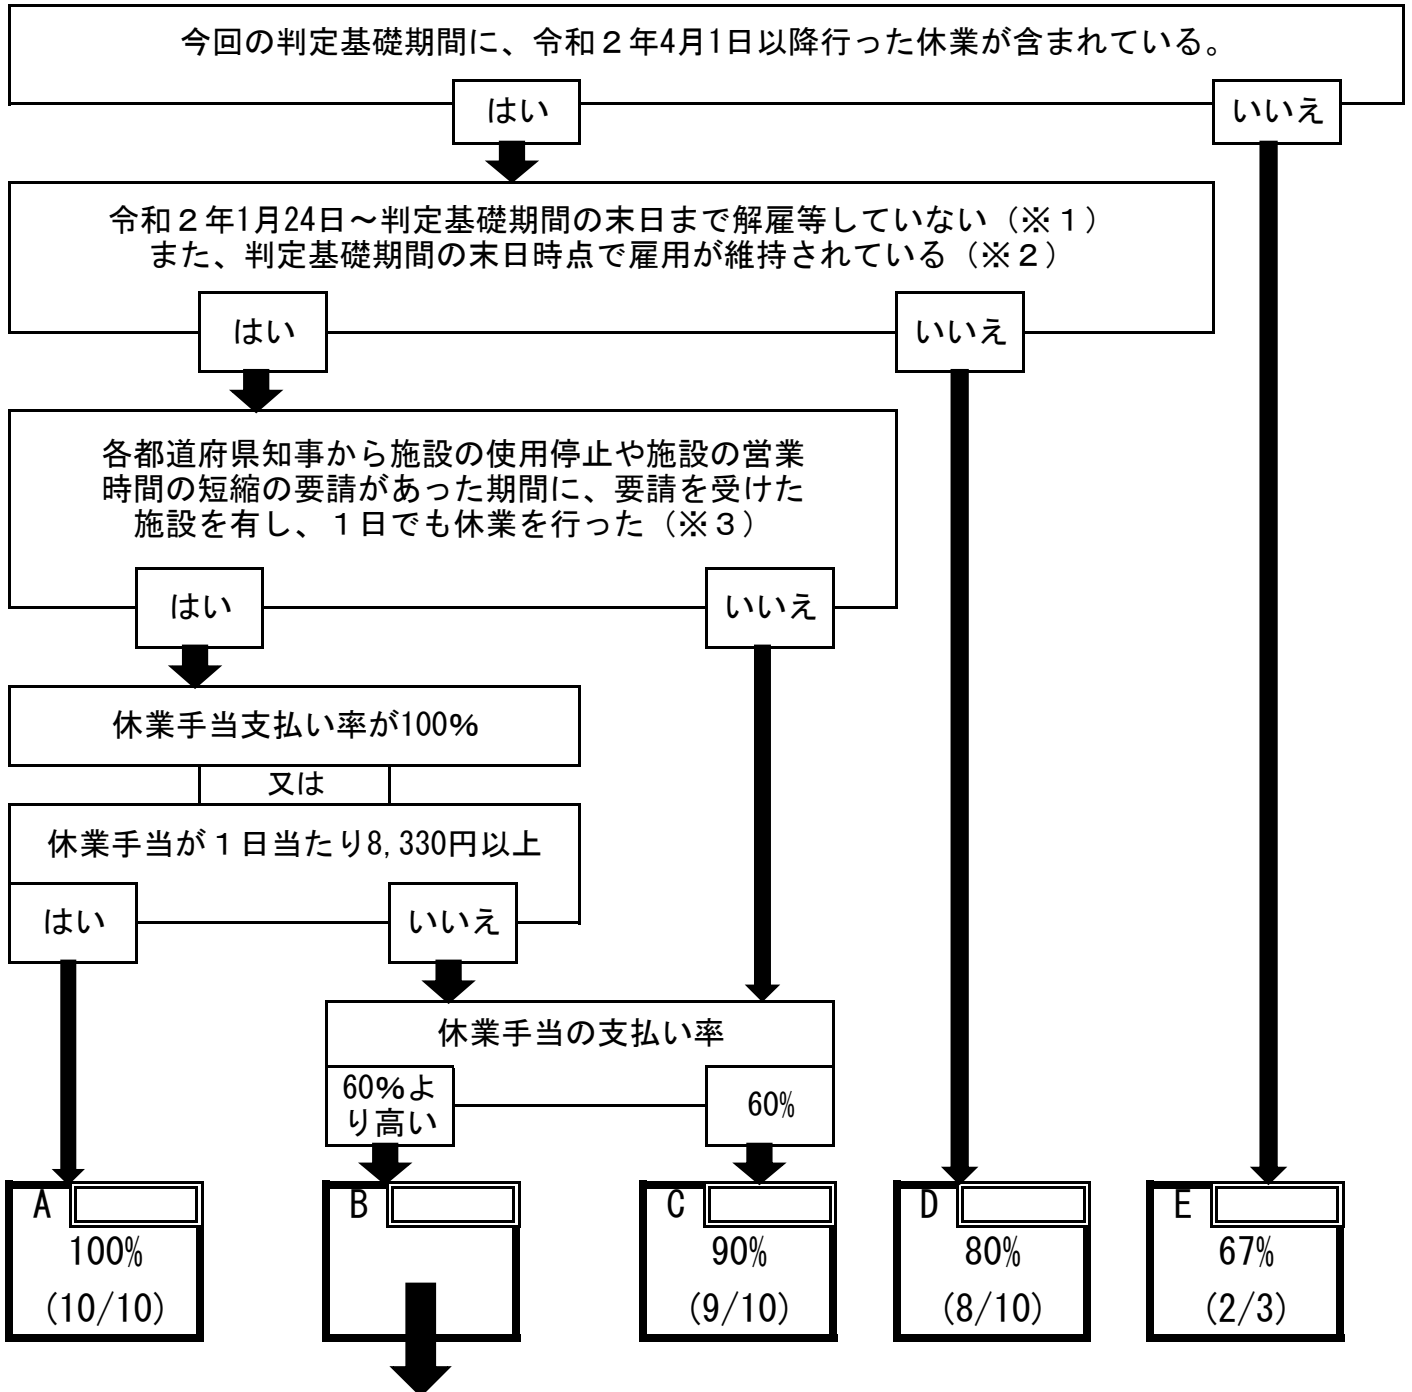 今回の判定基礎期間に、令和２年4月1日以降行った休業が含まれている。
はい
いいえ
令和２年1月24日～判定基礎期間の末日まで解雇等していない（※１）
また、判定基礎期間の末日時点で雇用が維持されている（※２）
はい
いいえ
各都道府県知事から施設の使用停止や施設の営業
時間の短縮の要請があった期間に、要請を受けた
施設を有し、１日でも休業を行った（※３）
はい
いいえ
休業手当支払い率が100%
又は
休業手当が１日当たり8,330円以上
はい
いいえ
休業手当の支払い率
60%よ
り高い
60%
A
100%
(10/10)
B
C
90%
(9/10)
D
80%
(8/10)
E
67%
(2/3)